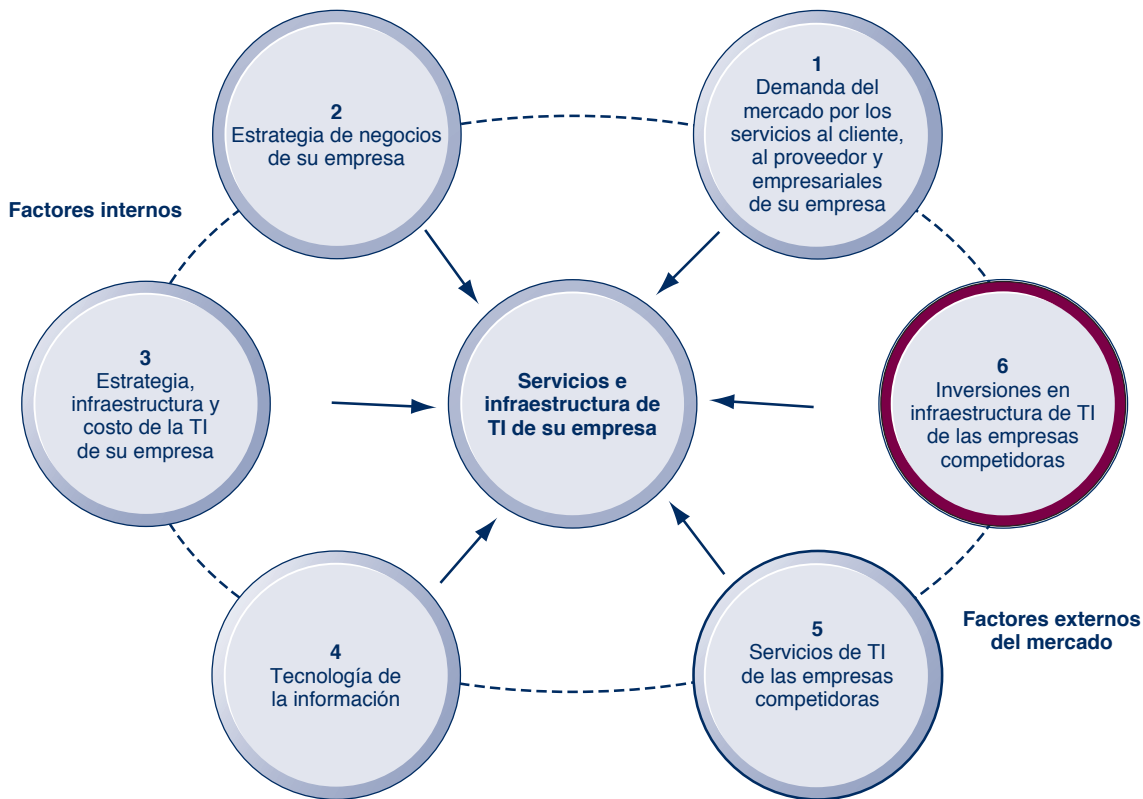 1
Demanda del
mercado por los
servicios al cliente,
al proveedor y
empresariales
de su empresa
2
Estrategia de negocios
de su empresa
Factores internos
3
Estrategia,
infraestructura y
costo de la TI
de su empresa
Servicios e
infraestructura de
TI de su empresa
6
Inversiones en
infraestructura de TI
de las empresas
competidoras
4
Tecnología de
la información
5
Servicios de TI
de las empresas
competidoras
Factores externos
del mercado